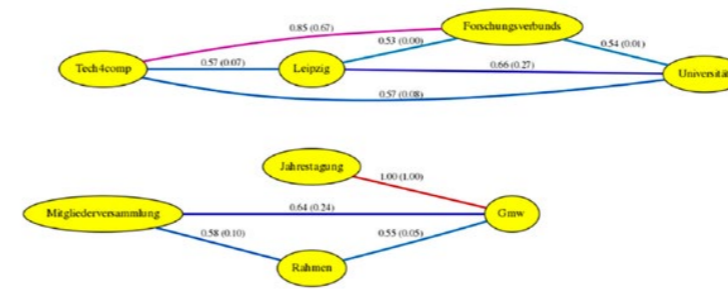 0.85 (0.67)
Forschungsverbunds
0.53 (0.00)
0.54 (0.01)
Tech4comp
0.57 (0.07)
Leipzig
0.66 (0.27)
Universität
0.57 (0.08)
Jahrestagung
1.00 (1.00)
Mitgliederversammlung
0.64 (0.24)
Gmw
0.58 (0.10)
0.55 (0.05)
Rahmen